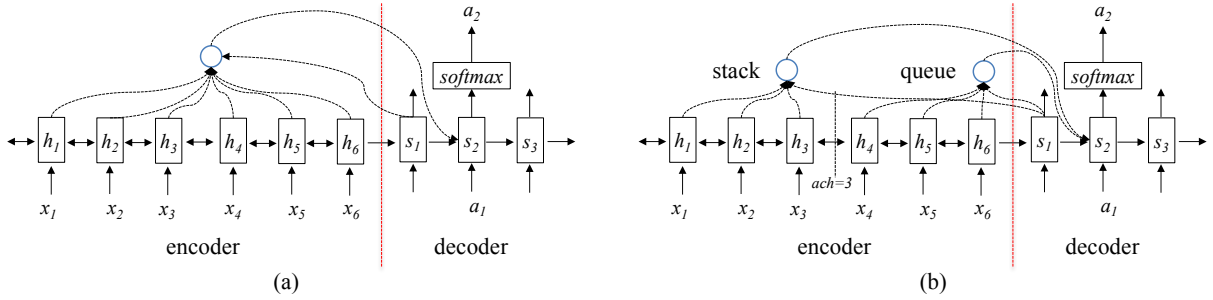 a2 a2
softmax stack queue softmax
h1 h2 h3 h4 h5 h6 s1 s2 s3 h1 h2 h3 h4 h5 h6 s1 s2 s3
ach=3
x1 x2 x3 x4 x5 x6 a1 x1 x2 x3 x4 x5 x6 a1
encoder decoder encoder decoder
(a) (b)